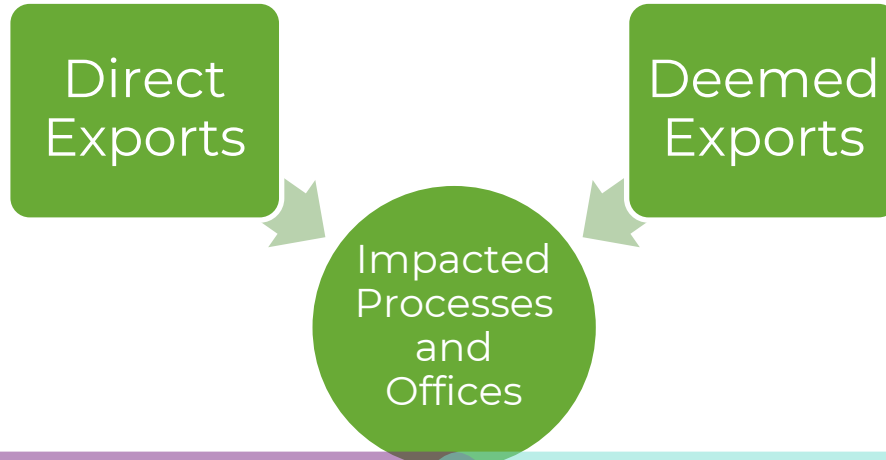 Direct
Exports
Deemed
Exports
Impacted
Processes
and
Offices